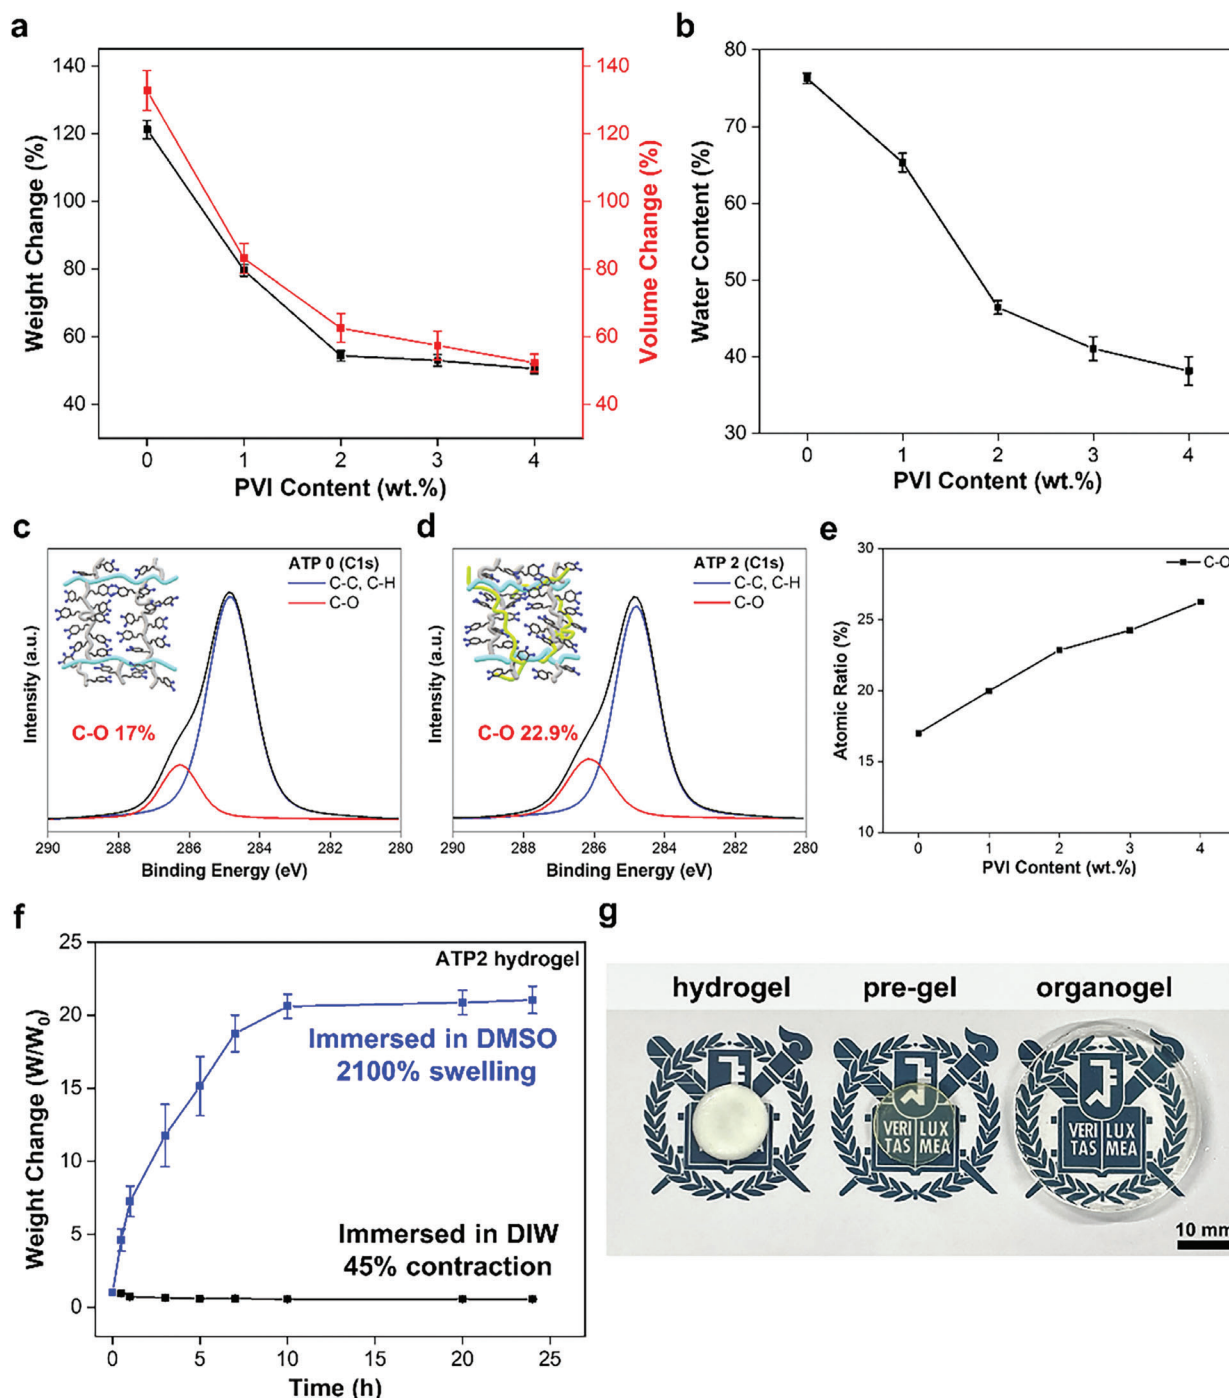 a
Weight Change (%)
140
120
100
80
60
40
140
120
100
80
60
40
Volume Change (%)
0 1 2 3 4
PVI Content (wt.%)
b
Water Content (%)
80
70
60
50
40
30
0 1 2 3 4
PVI Content (wt.%)
c
ATP 0 (C1s)
C-C, C-H
C-O
C-O 17%
Intensity (a.u.)
290 288 286 284 282 280
Binding Energy (eV)
d
ATP 2 (C1s)
C-C, C-H
C-O
C-O 22.9%
Intensity (a.u.)
290 288 286 284 282 280
Binding Energy (eV)
e
C-O
Atomic Ratio (%)
30
25
20
15
10
0 1 2 3 4
PVI Content (wt.%)
f
ATP2 hydrogel
Weight Change (W/W₀)
25
20
15
10
5
0
Immersed in DMSO
2100% swelling
Immersed in DIW
45% contraction
0 5 10 15 20 25
Time (h)
g
hydrogel pre-gel organogel
VERI LUX
TAS MEA
VERI LUX
TAS MEA
10 mm